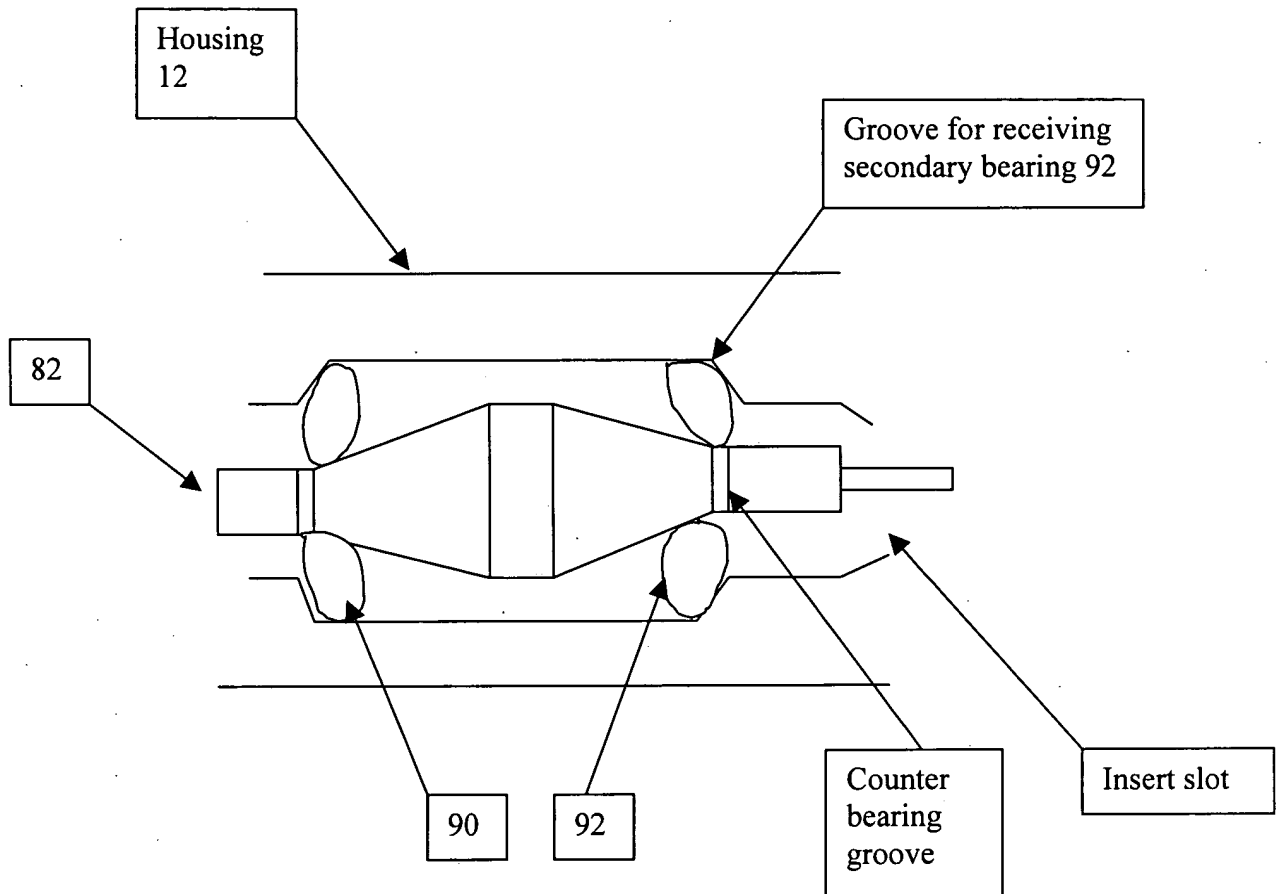 Housing
12
Groove for receiving
secondary bearing 92
82
90
92
Counter
bearing
groove
Insert slot